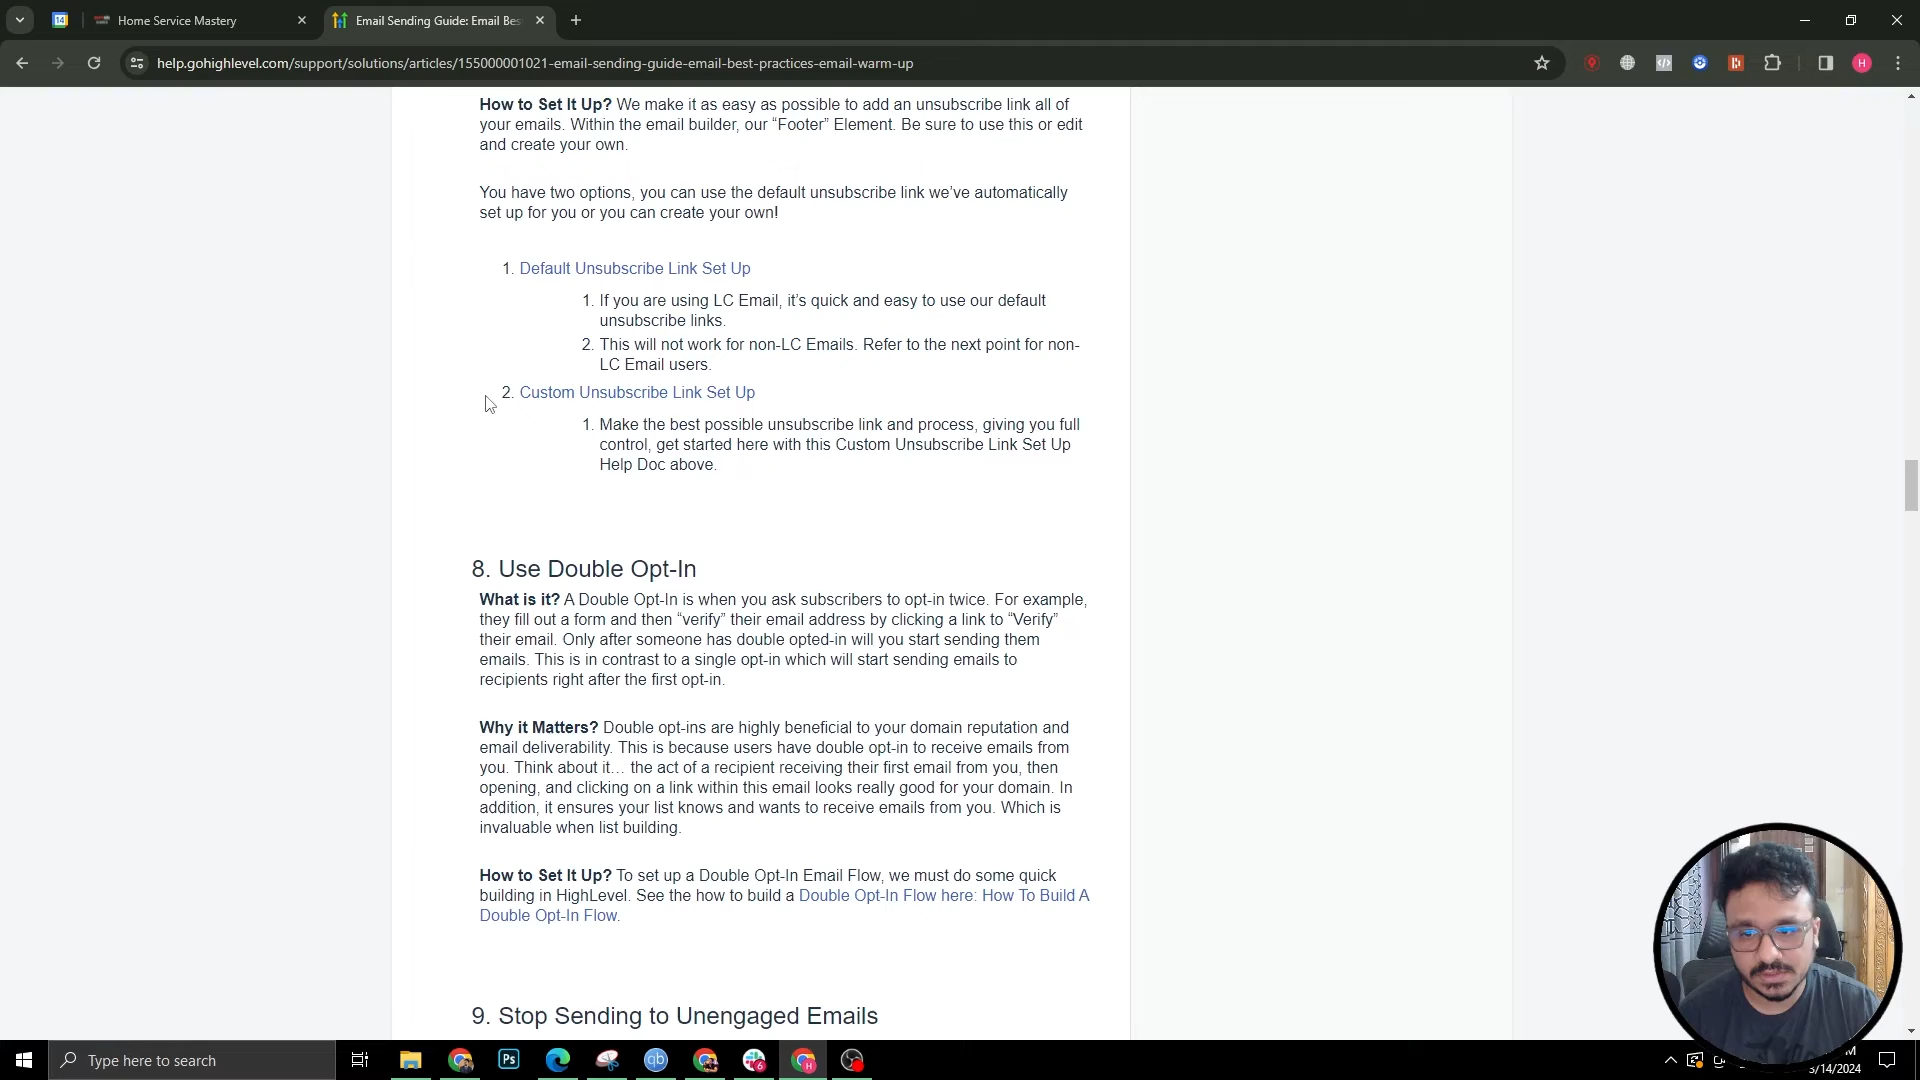 14
Home Service Mastery
Email Sending Guide: Email Bes
help.gohighlevel.com/support/solutions/articles/155000001021-email-sending-guide-email-best-practices-email-warm-up
H
How to Set It Up? We make it as easy as possible to add an unsubscribe link all of
your emails. Within the email builder, our “Footer” Element. Be sure to use this or edit
and create your own.
You have two options, you can use the default unsubscribe link we’ve automatically
set up for you or you can create your own!
1. Default Unsubscribe Link Set Up
1. If you are using LC Email, it’s quick and easy to use our default
unsubscribe links.
2. This will not work for non-LC Emails. Refer to the next point for non-
LC Email users.
2. Custom Unsubscribe Link Set Up
1. Make the best possible unsubscribe link and process, giving you full
control, get started here with this Custom Unsubscribe Link Set Up
Help Doc above.
8. Use Double Opt-In
What is it? A Double Opt-In is when you ask subscribers to opt-in twice. For example,
they fill out a form and then “verify” their email address by clicking a link to “Verify”
their email. Only after someone has double opted-in will you start sending them
emails. This is in contrast to a single opt-in which will start sending emails to
recipients right after the first opt-in.
Why it Matters? Double opt-ins are highly beneficial to your domain reputation and
email deliverability. This is because users have double opt-in to receive emails from
you. Think about it… the act of a recipient receiving their first email from you, then
opening, and clicking on a link within this email looks really good for your domain. In
addition, it ensures your list knows and wants to receive emails from you. Which is
invaluable when list building.
How to Set It Up? To set up a Double Opt-In Email Flow, we must do some quick
building in HighLevel. See the how to build a Double Opt-In Flow here: How To Build A
Double Opt-In Flow.
9. Stop Sending to Unengaged Emails
Type here to search
Ps
qb
6
H
M
3/14/2024